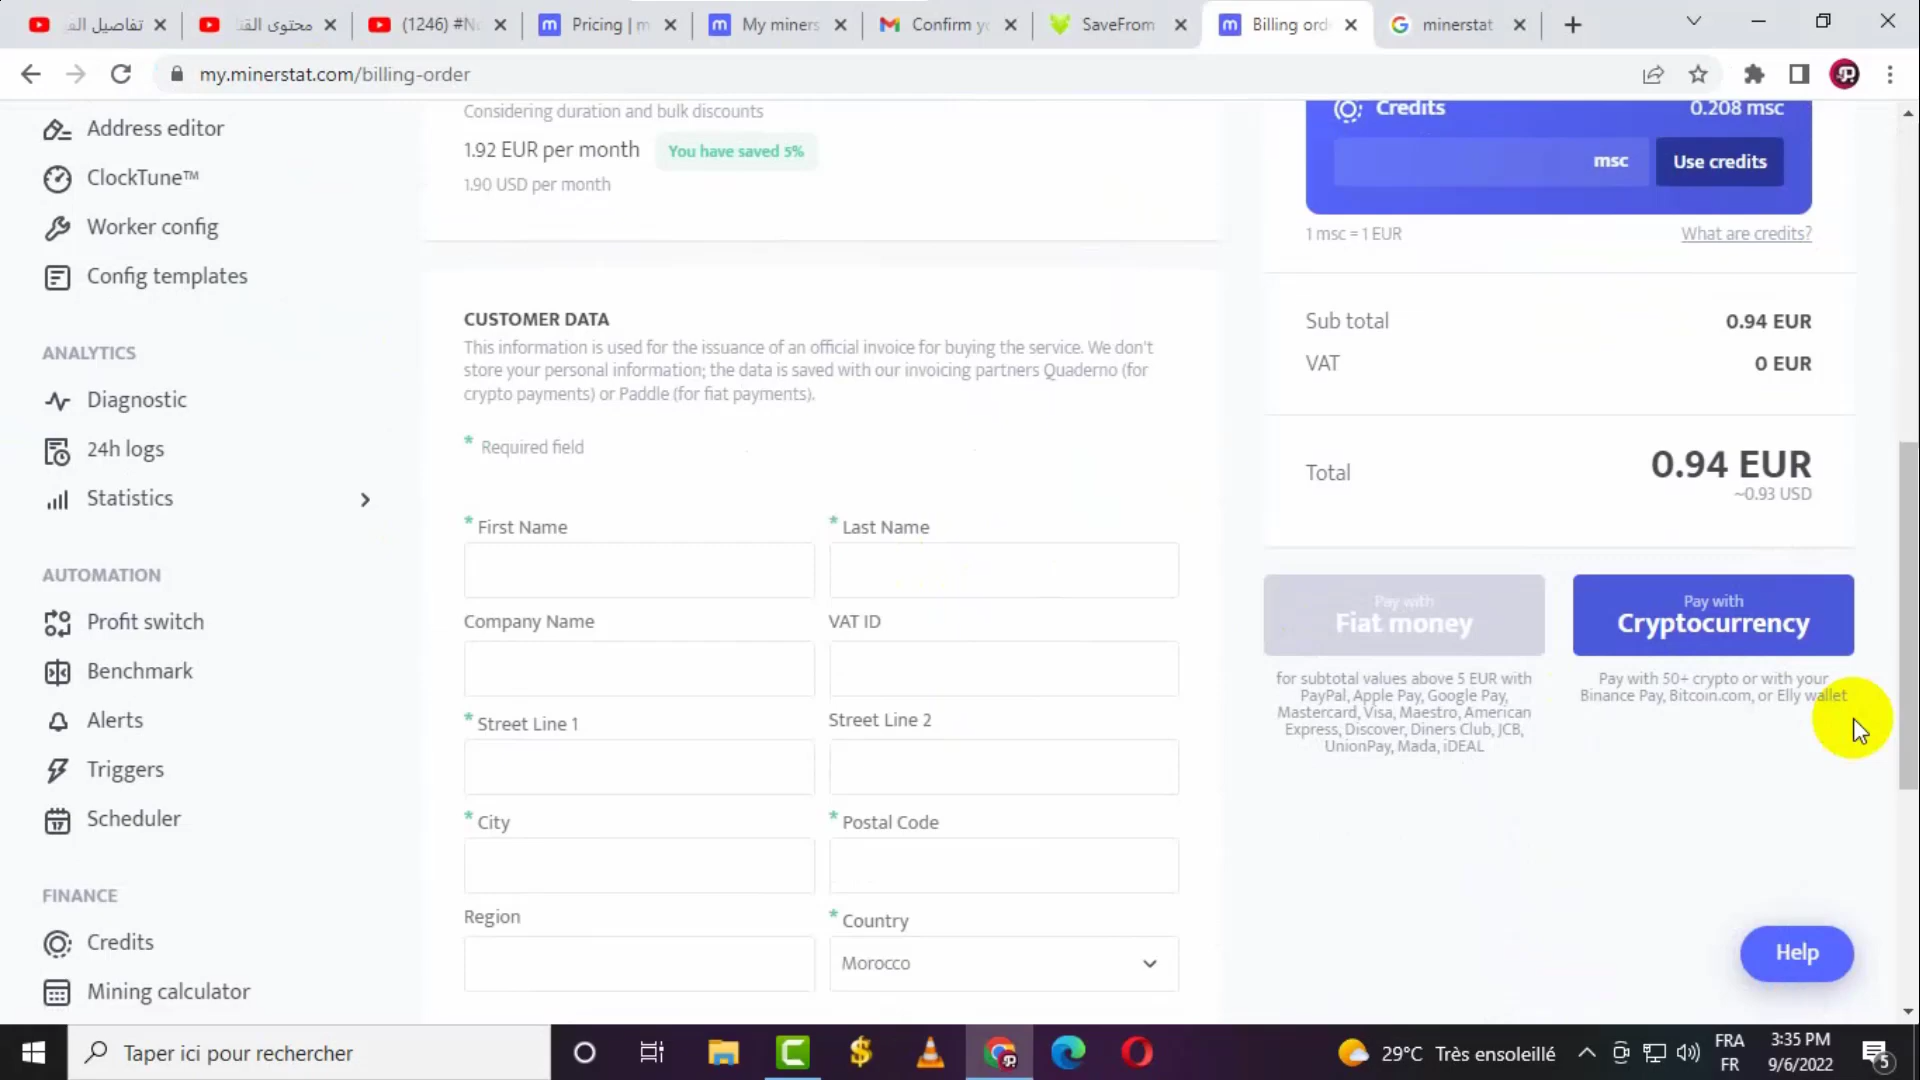 تفاصيل الف
محتوى القذ
(1246) #N
Pricing | m
My miners
Confirm y
SaveFrom
Billing ord
minerstat
my.minerstat.com/billing-order
Address editor
ClockTune™
Worker config
Config templates
ANALYTICS
Diagnostic
24h logs
Statistics
AUTOMATION
Profit switch
Benchmark
Alerts
Triggers
Scheduler
FINANCE
Credits
Mining calculator
Considering duration and bulk discounts
1.92 EUR per month
You have saved 5%
1.90 USD per month
CUSTOMER DATA
This information is used for the issuance of an official invoice for buying the service. We don't
store your personal information; the data is saved with our invoicing partners Quaderno (for
crypto payments) or Paddle (for fiat payments).
* Required field
* First Name
* Last Name
Company Name
VAT ID
* Street Line 1
Street Line 2
* City
* Postal Code
Region
* Country
Morocco
Credits
0.208 msc
msc
Use credits
1 msc = 1 EUR
What are credits?
Sub total
0.94 EUR
VAT
0 EUR
Total
0.94 EUR
~0.93 USD
Pay with
Fiat money
for subtotal values above 5 EUR with
PayPal, Apple Pay, Google Pay,
Mastercard, Visa, Maestro, American
Express, Discover, Diners Club, JCB,
UnionPay, Mada, iDEAL
Pay with
Cryptocurrency
Pay with 50+ crypto or with your
Binance Pay, Bitcoin.com, or Elly wallet
Help
Taper ici pour rechercher
29°C Très ensoleillé
FRA
FR
3:35 PM
9/6/2022
5